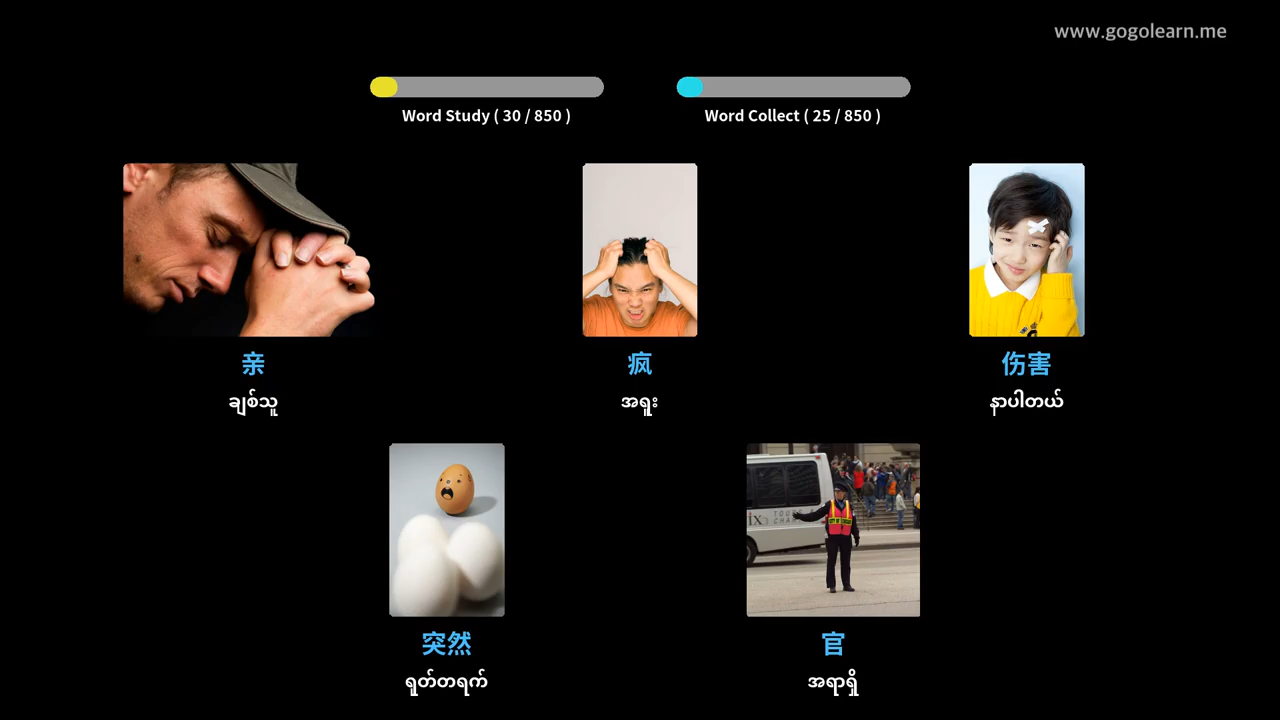 www.gogolearn.me
Word Study ( 30 / 850 )
Word Collect ( 25 / 850 )
亲
疯
伤害
ချစ်သူ
အရူး
နာပါတယ်
突然
官
ရုတ်တရက်
အရာရှိ